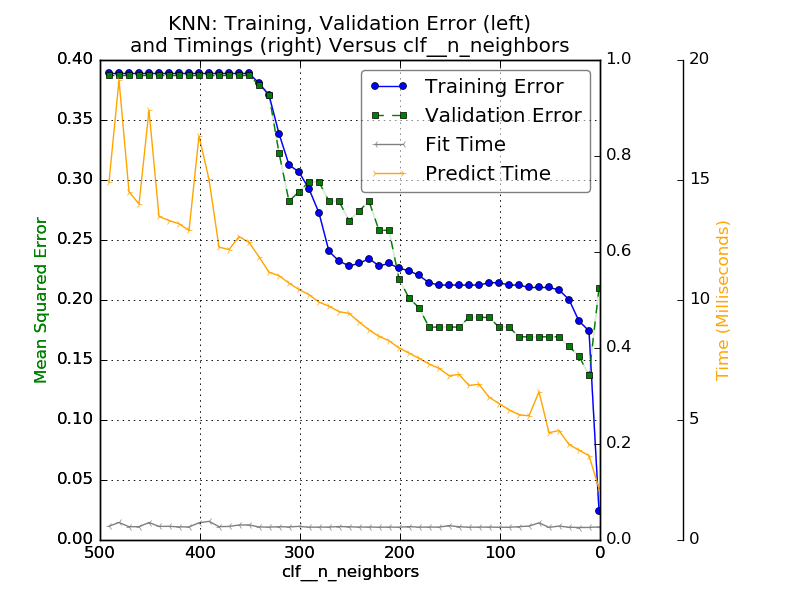 KNN: Training, Validation Error (left)
and Timings (right) Versus clf__n_neighbors
Training Error
Validation Error
Fit Time
Predict Time
Mean Squared Error
0.40
0.35
0.30
0.25
0.20
0.15
0.10
0.05
0.00
500
400
300
200
100
0
clf__n_neighbors
1.0
0.8
0.6
0.4
0.2
0.0
20
15
10
5
0
Time (Milliseconds)